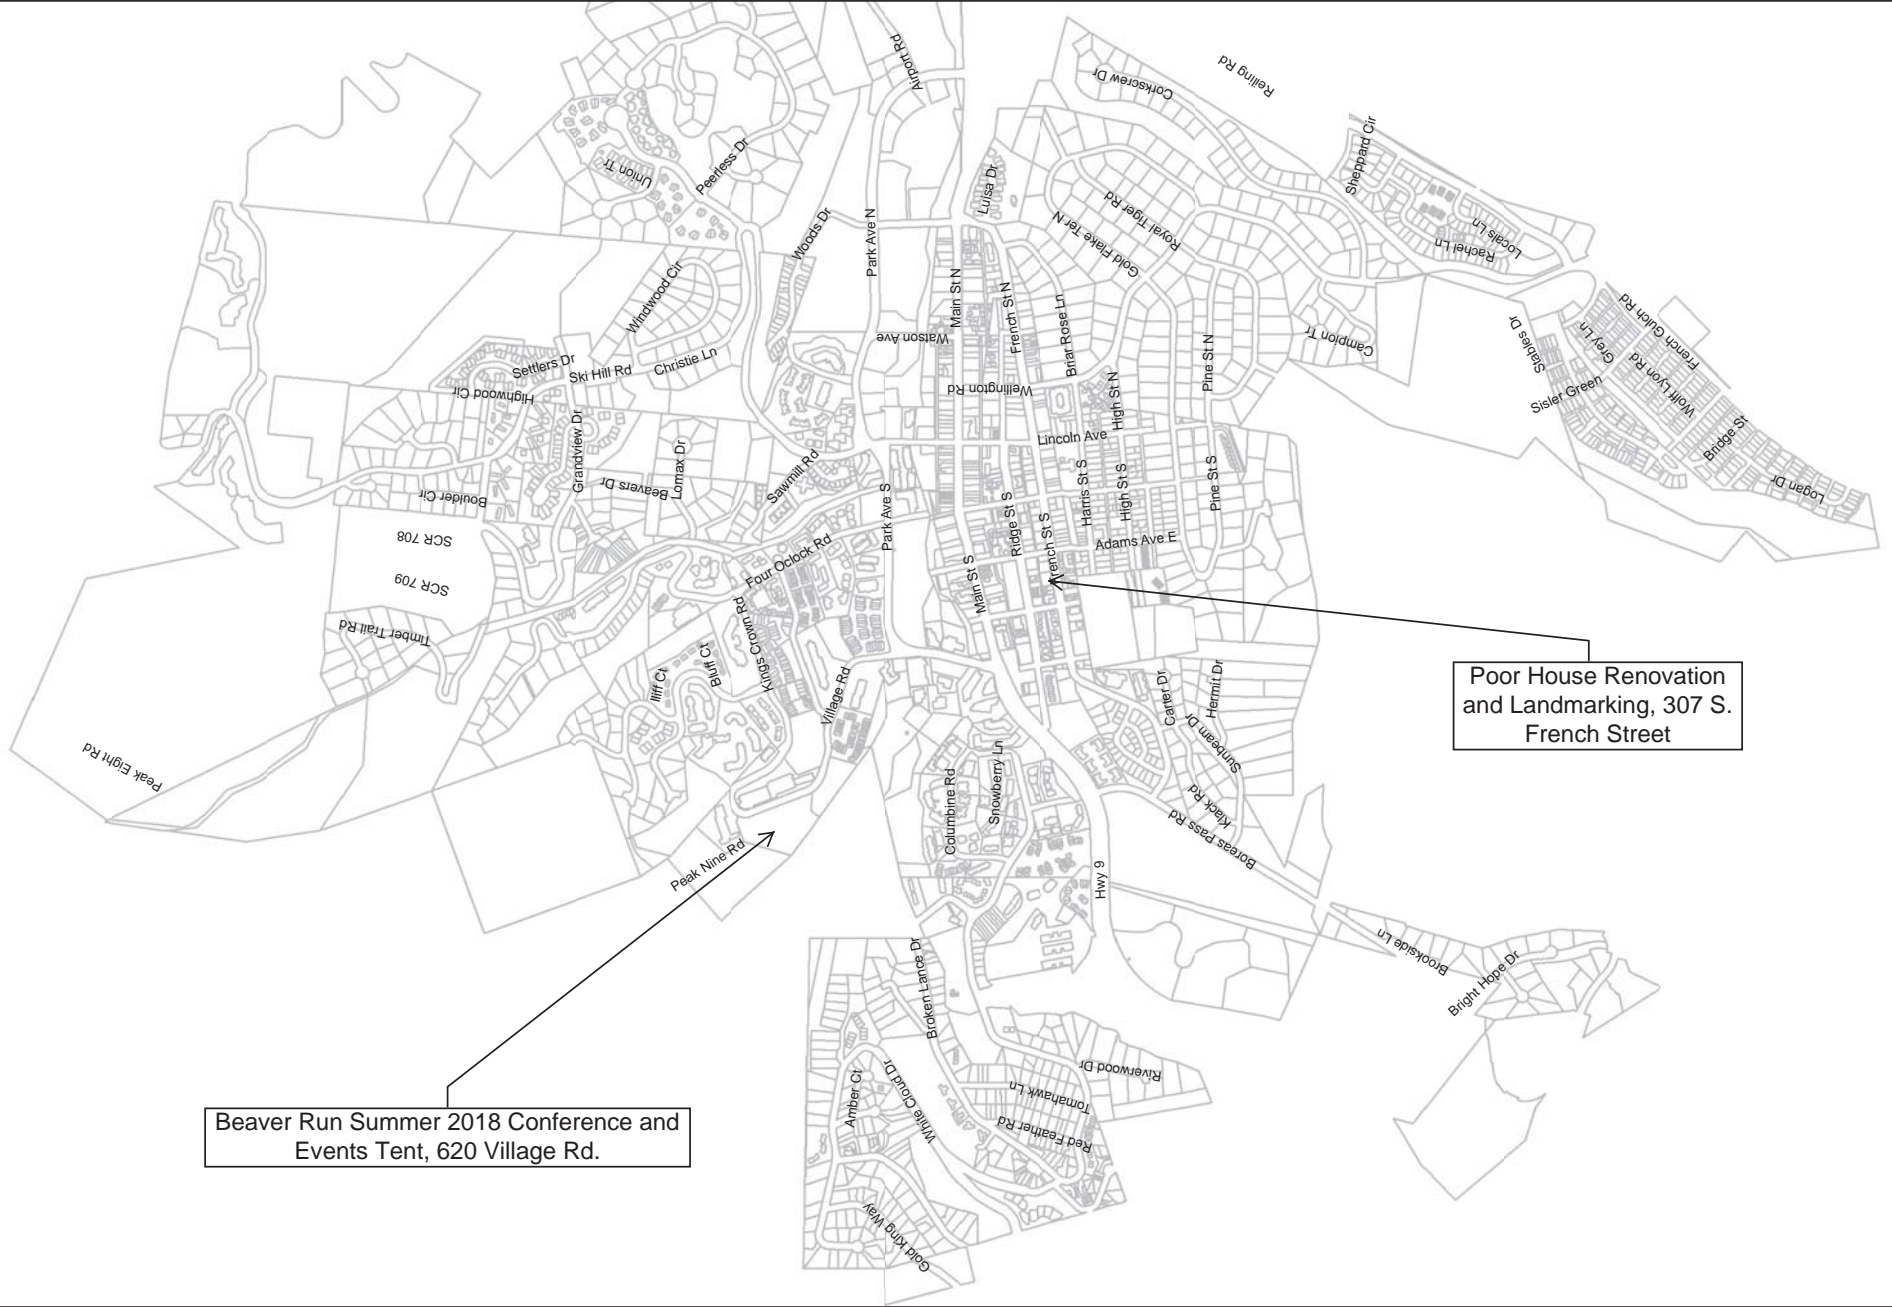 Airport Rd
Reiling Rd
Corkscrew Dr
Sheppard Cir
Union Tr
Peerless Dr
Luisa Dr
Royal Tiger Rd
Gold Flake Ter N
Locals Ln
Rachel Ln
Woods Dr
Park Ave N
Windwood Cir
Main St N
French St N
Briar Rose Ln
Watson Ave
Pine St N
Campion Tr
Stables Dr
Grey Ln
French Gulch Rd
Wolff Lyon Rd
Sisler Green
Bridge St
Logan Dr
Settlers Dr
Ski Hill Rd
Christie Ln
Highwood Cir
Wellington Rd
High St N
Lincoln Ave
Grandview Dr
Lomax Dr
Beavers Dr
Sawmill Rd
Boulder Cir
Park Ave S
Ridge St S
French St S
Harris St S
High St S
Pine St S
Adams Ave E
SCR 708
SCR 709
Four Oclock Rd
Main St S
Timber Trail Rd
Kings Crown Rd
Bluff Ct
Iliff Ct
Village Rd
Carter Dr
Hermit Dr
Sunbeam Dr
Klack Rd
Boreas Pass Rd
Poor House Renovation
and Landmarking, 307 S.
French Street
Peak Eight Rd
Peak Nine Rd
Columbine Rd
Snowberry Ln
Hwy 9
Brookside Ln
Bright Hope Dr
Broken Lance Dr
Riverwood Dr
Tomahawk Ln
Red Feather Rd
White Cloud Dr
Amber Ct
Gold King Way
Beaver Run Summer 2018 Conference and
Events Tent, 620 Village Rd.